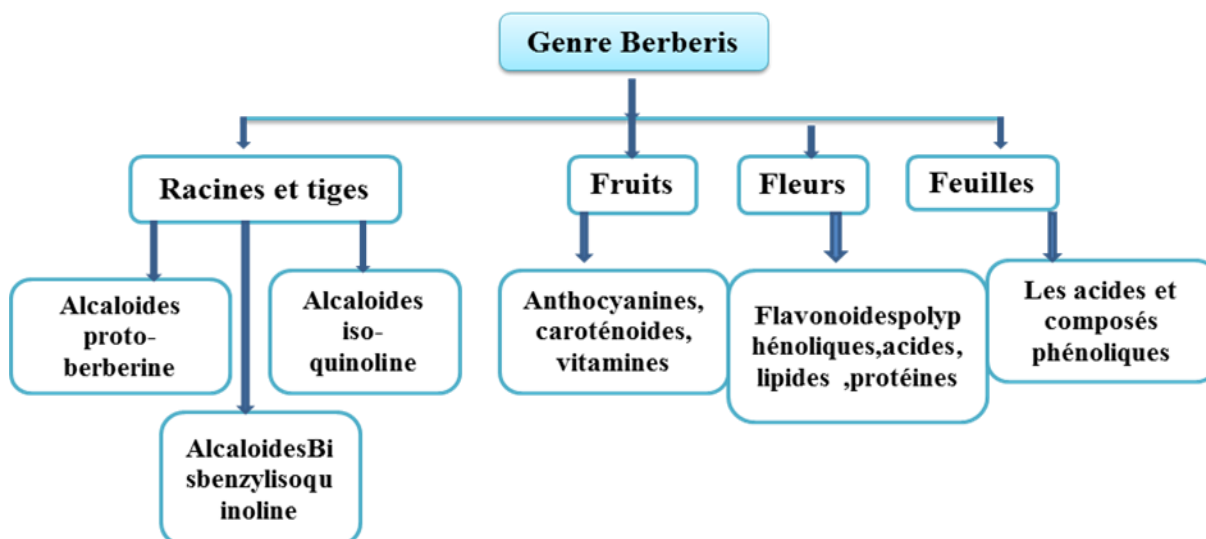 Genre Berberis
Racines et tiges
Fruits
Fleurs
Feuilles
Alcaloides
proto-
berberine
Alcaloides
iso-
quinoline
Anthocyanines,
caroténoides,
vitamines
Flavonoidespolyp
hénoliques,acides,
lipides ,protéines
Les acides et
composés
phénoliques
AlcaloidesBi
sbenzylisoqu
inoline